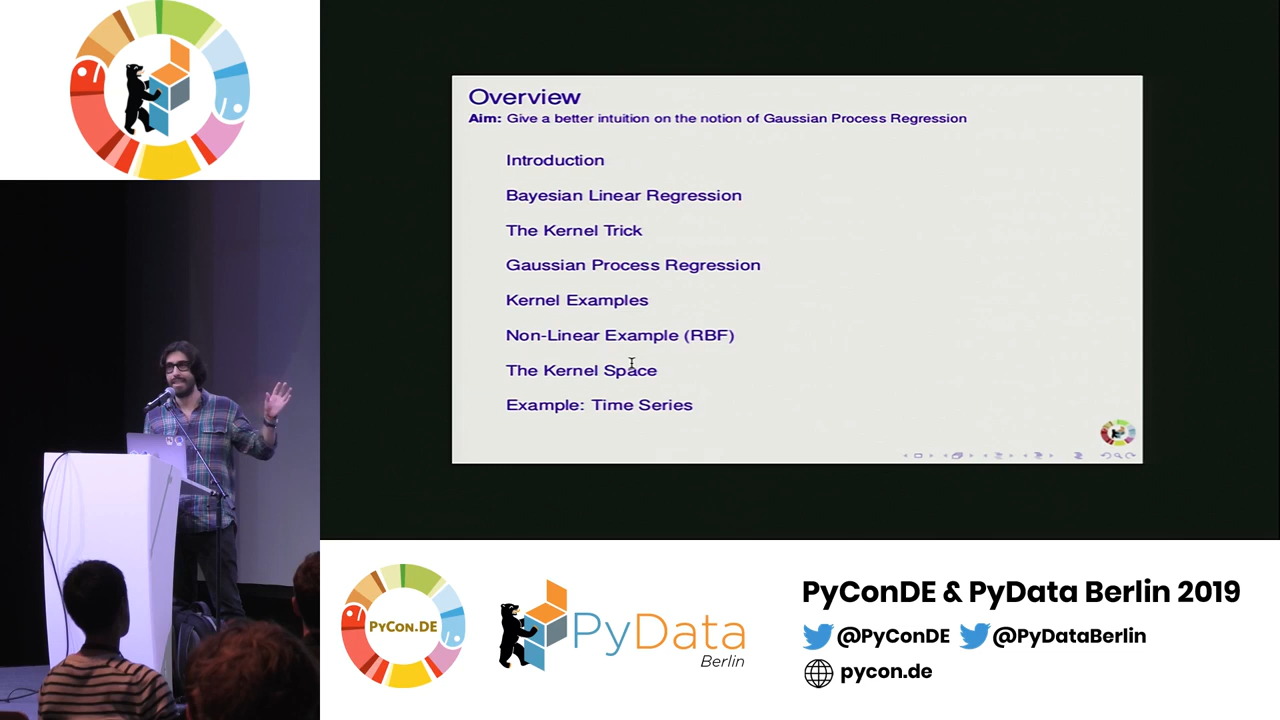 Overview
Aim: Give a better intuition on the notion of Gaussian Process Regression
Introduction
Bayesian Linear Regression
The Kernel Trick
Gaussian Process Regression
Kernel Examples
Non-Linear Example (RBF)
The Kernel Space
Example: Time Series
PyCon.DE
PyData
Berlin
PyConDE & PyData Berlin 2019
@PyConDE @PyDataBerlin
pycon.de